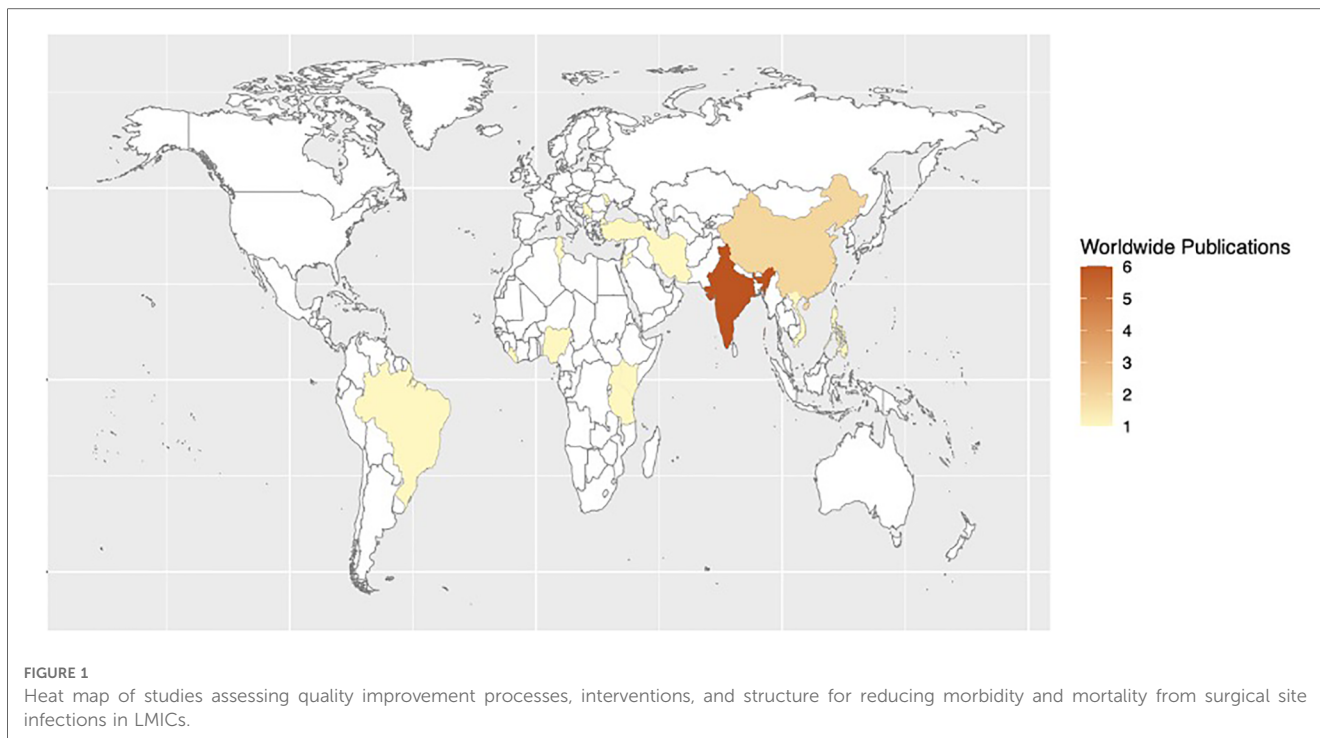 Worldwide Publications
6
5
4
3
2
1
FIGURE 1
Heat map of studies assessing quality improvement processes, interventions, and structure for reducing morbidity and mortality from surgical site
infections in LMICs.